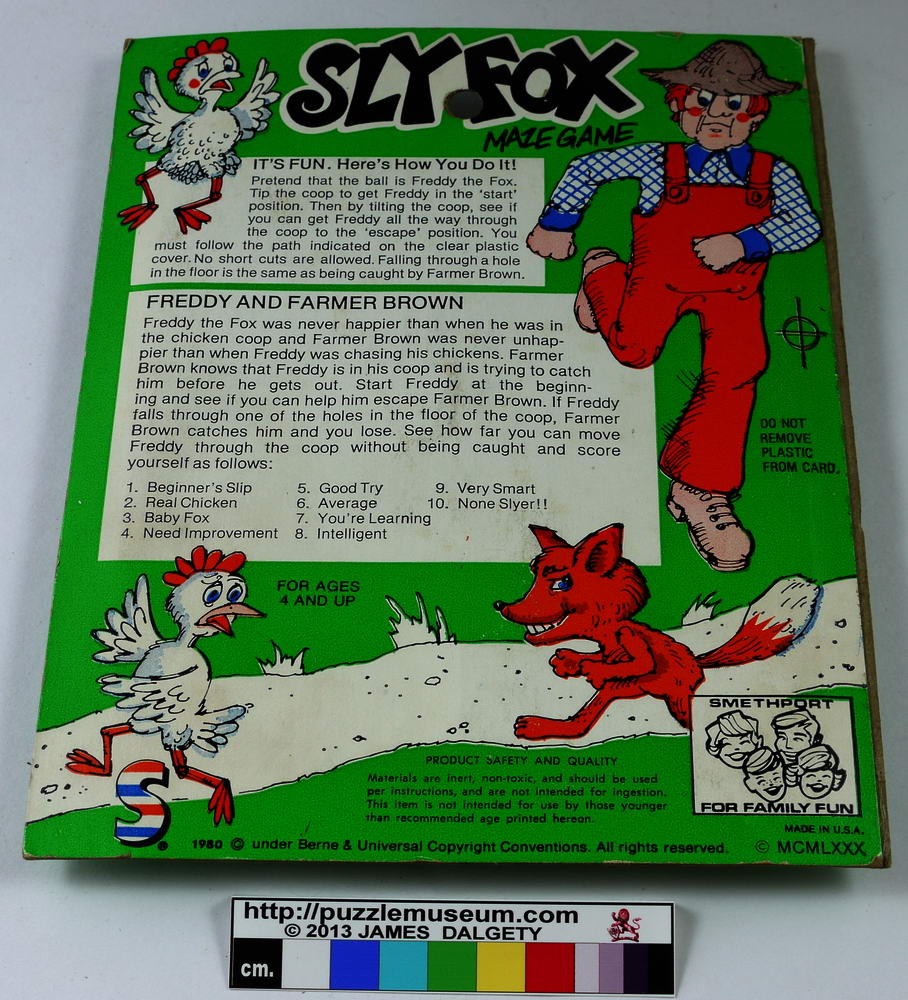 SLY FOX
MAZE GAME
IT'S FUN. Here's How You Do It!
Pretend that the ball is Freddy the Fox.
Tip the coop to get Freddy in the 'start'
position. Then by tilting the coop, see if
you can get Freddy all the way through
the coop to the 'escape' position. You
must follow the path indicated on the clear plastic
cover. No short cuts are allowed. Falling through a hole
in the floor is the same as being caught by Farmer Brown.
FREDDY AND FARMER BROWN
Freddy the Fox was never happier than when he was in
the chicken coop and Farmer Brown was never unhap-
pier than when Freddy was chasing his chickens. Farmer
Brown knows that Freddy is in his coop and is trying to catch
him before he gets out. Start Freddy at the beginn-
ing and see if you can help him escape Farmer Brown. If Freddy
falls through one of the holes in the floor of the coop, Farmer
Brown catches him and you lose. See how far you can move
Freddy through the coop without being caught and score
yourself as follows:
1. Beginner's Slip
2. Real Chicken
3. Baby Fox
4. Need Improvement
5. Good Try
6. Average
7. You're Learning
8. Intelligent
9. Very Smart
10. None Slyer!!
DO NOT
REMOVE
PLASTIC
FROM CARD.
FOR AGES
4 AND UP
SMETHPORT
FOR FAMILY FUN
PRODUCT SAFETY AND QUALITY
Materials are inert, non-toxic, and should be used
per instructions, and are not intended for ingestion.
This item is not intended for use by those younger
than recommended age printed hereon.
MADE IN U.S.A.
S®
1980 © under Berne & Universal Copyright Conventions. All rights reserved.
© MCMLXXX
http://puzzlemuseum.com
© 2013 JAMES DALGETY
cm.